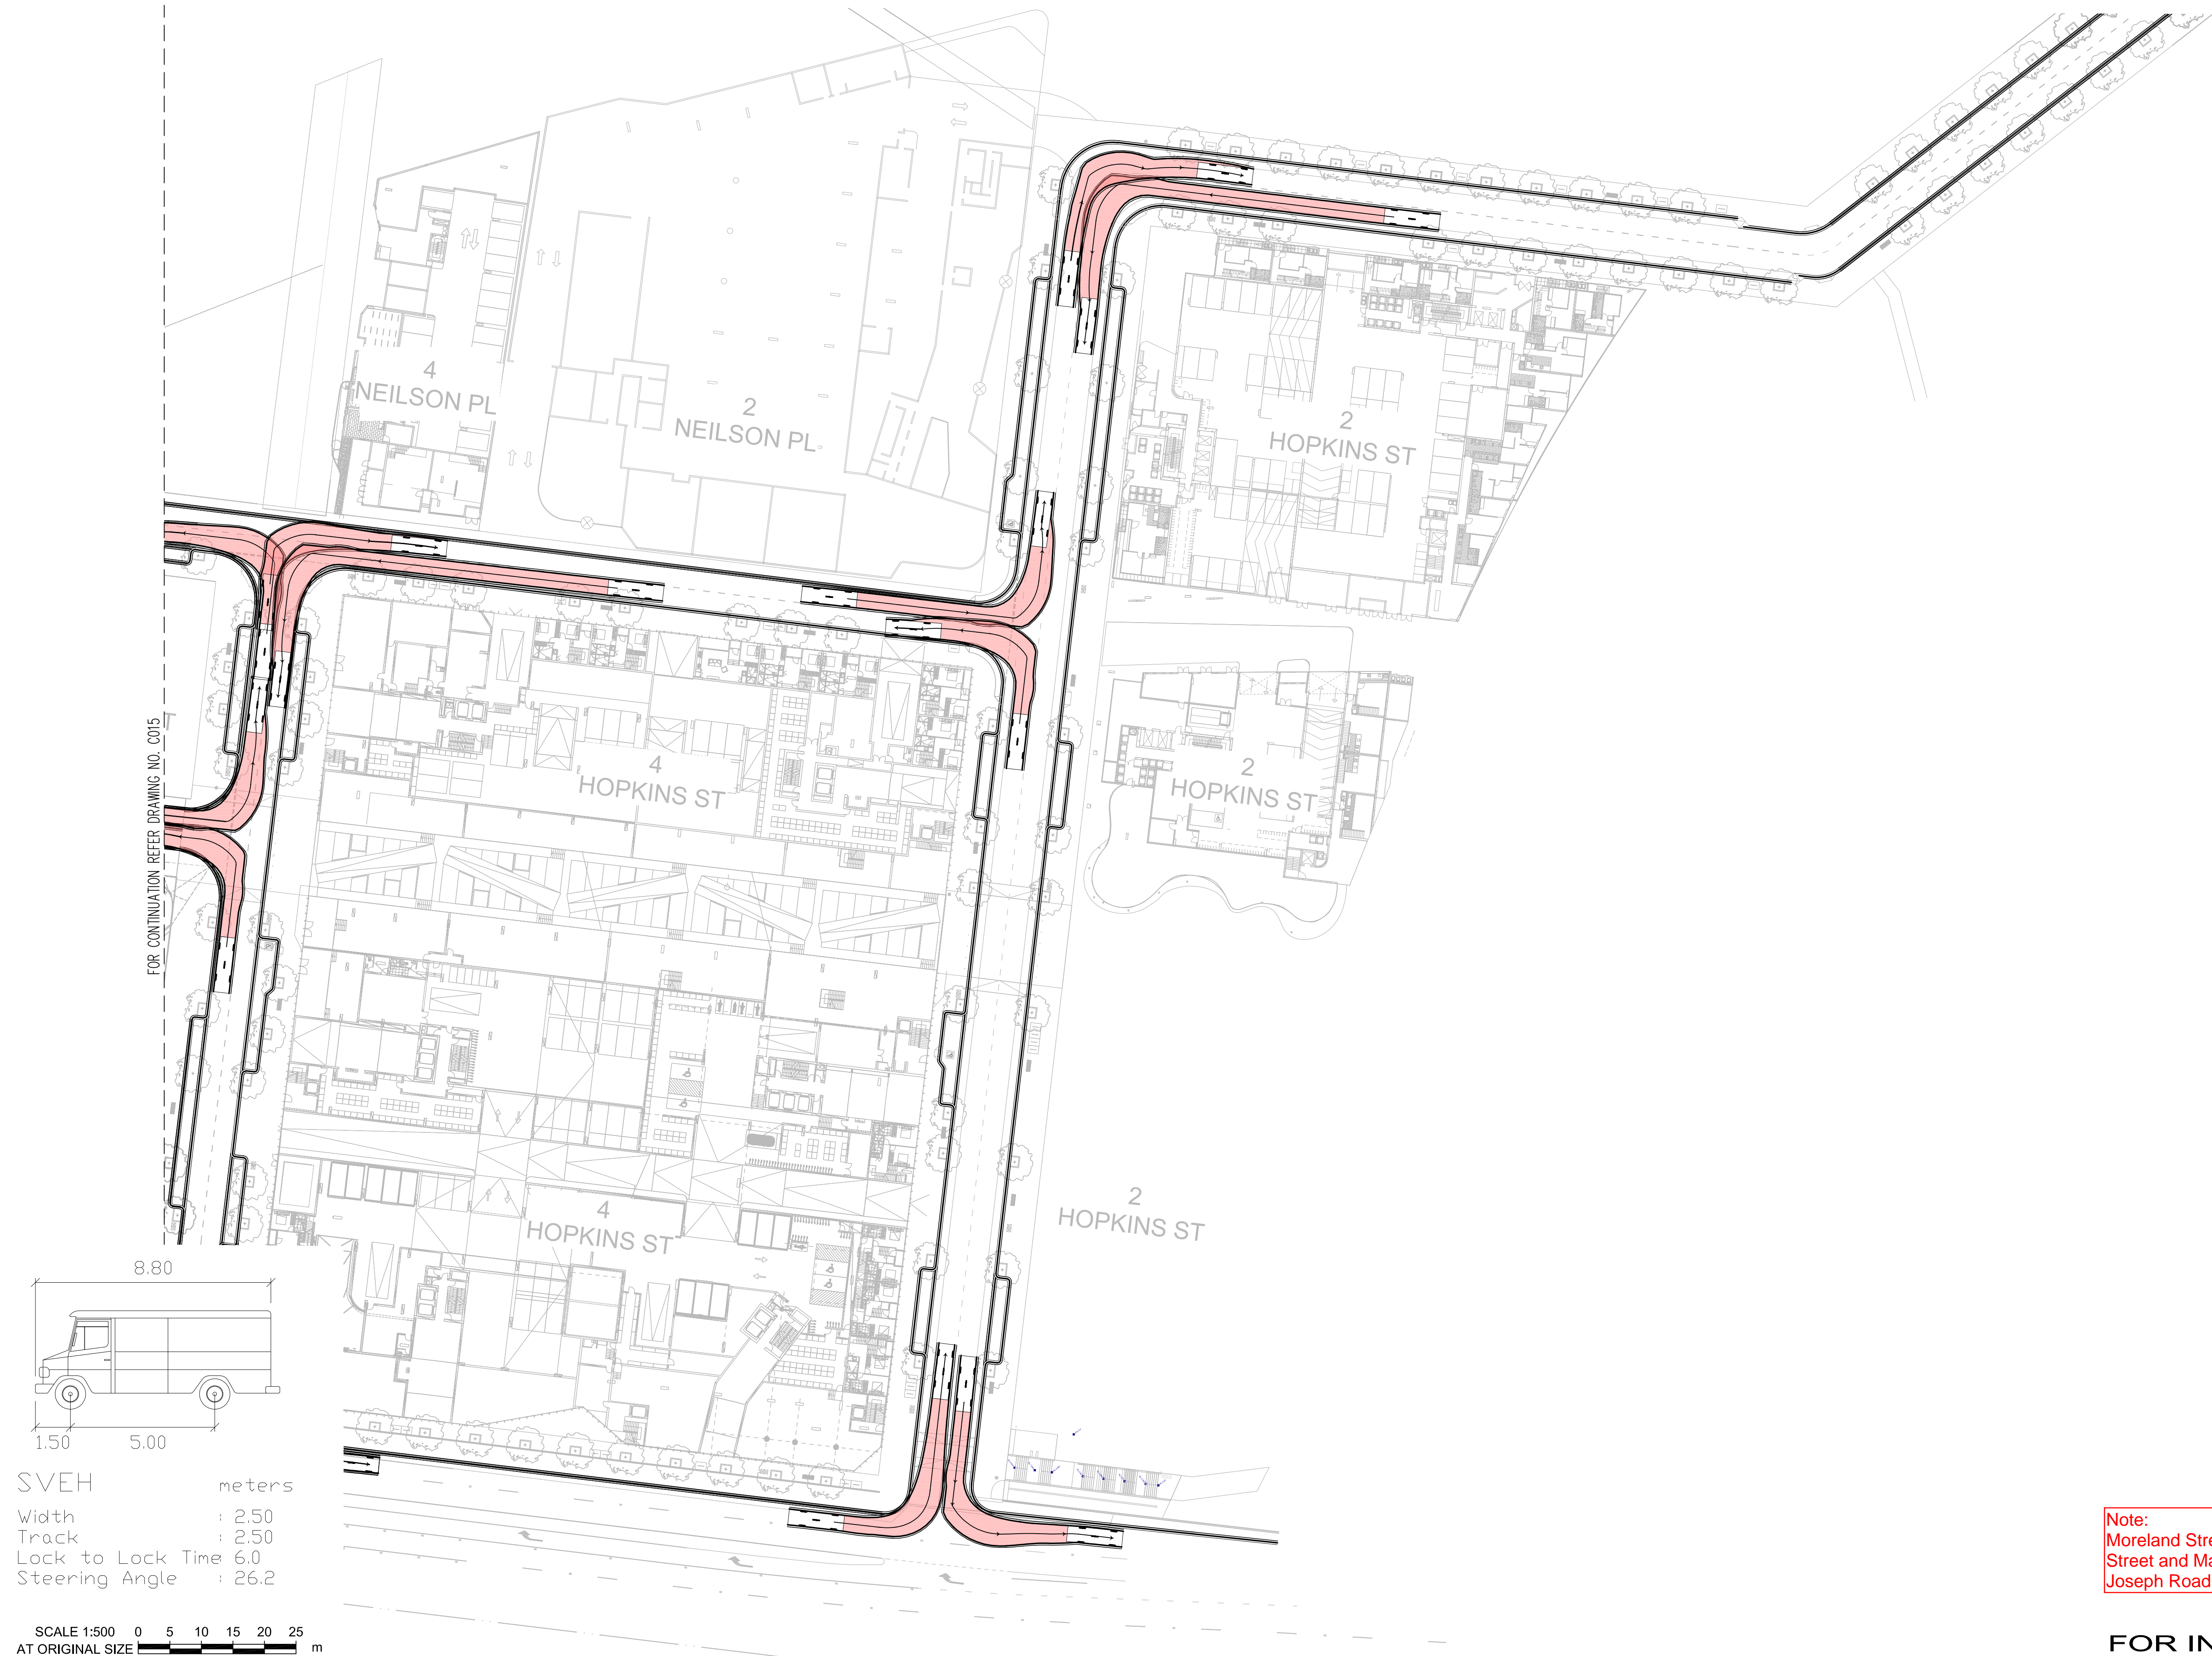 4
NEILSON PL
2
NEILSON PL
2
HOPKINS ST
FOR CONTINUATION REFER DRAWING NO. C015
4
HOPKINS ST
2
HOPKINS ST
4
HOPKINS ST
2
HOPKINS ST
8.80
1.50
5.00
SVEH meters
Width : 2.50
Track : 2.50
Lock to Lock Time : 6.0
Steering Angle : 26.2
SCALE 1:500 0 5 10 15 20 25
AT ORIGINAL SIZE m
Note:
Moreland Stre
Street and Ma
Joseph Road
FOR IN